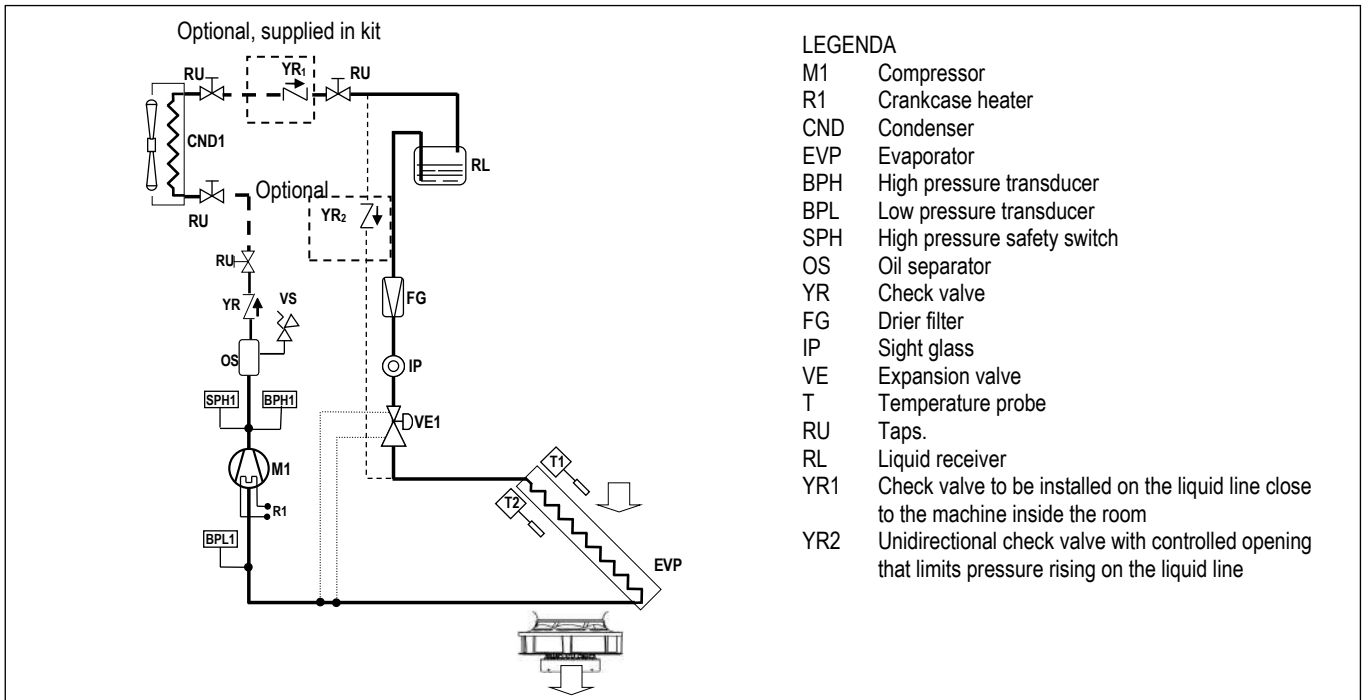 Optional, supplied in kit
RU YR1 RU
CND1
RL
RU
Optional
YR2
RU
YR VS
FG
OS
IP
SPH1 BPH1
VE1
M1
R1
T1
T2
BPL1
EVP
LEGENDA
M1 Compressor
R1 Crankcase heater
CND Condenser
EVP Evaporator
BPH High pressure transducer
BPL Low pressure transducer
SPH High pressure safety switch
OS Oil separator
YR Check valve
FG Drier filter
IP Sight glass
VE Expansion valve
T Temperature probe
RU Taps.
RL Liquid receiver
YR1 Check valve to be installed on the liquid line close
to the machine inside the room
YR2 Unidirectional check valve with controlled opening
that limits pressure rising on the liquid line